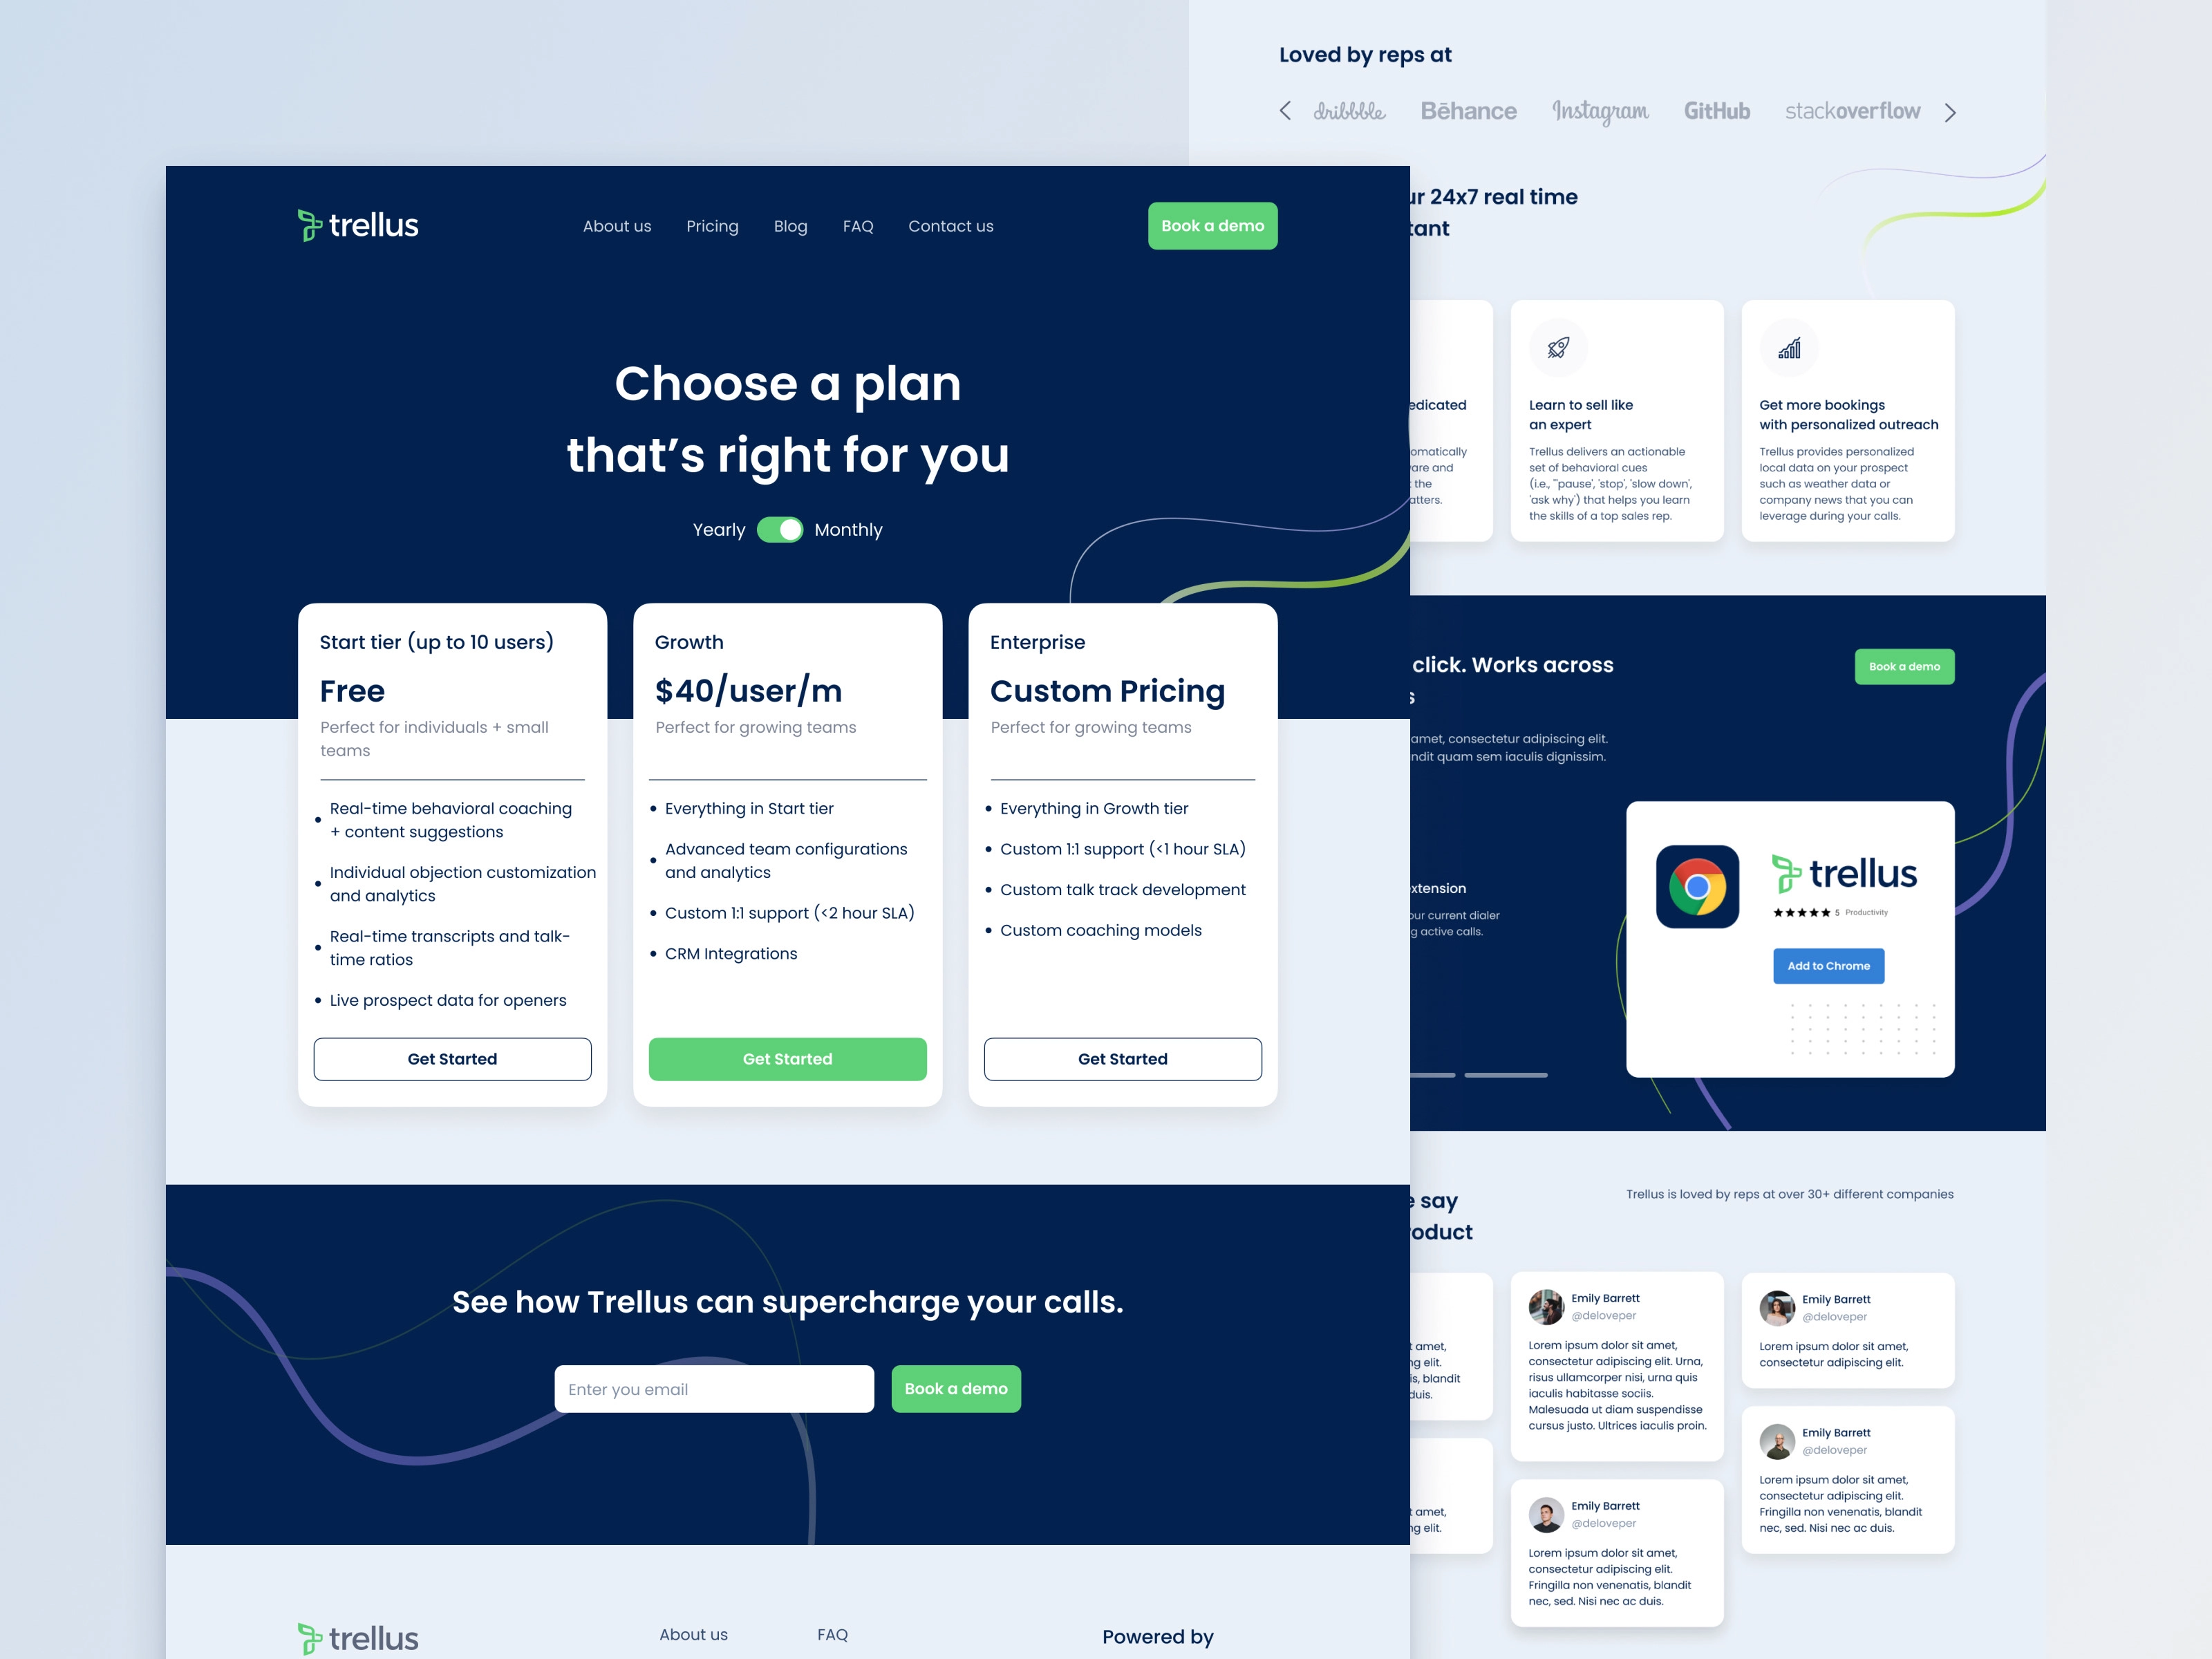 Loved by reps at
dribbble Bēhance Instagram GitHub stackoverflow
trellus
About us Pricing Blog FAQ Contact us
Book a demo
Choose a plan
that’s right for you
Yearly Monthly
Start tier (up to 10 users)
Free
Perfect for individuals + small
teams
Real-time behavioral coaching
+ content suggestions
Individual objection customization
and analytics
Real-time transcripts and talk-
time ratios
Live prospect data for openers
Get Started
Growth
$40/user/m
Perfect for growing teams
Everything in Start tier
Advanced team configurations
and analytics
Custom 1:1 support (<2 hour SLA)
CRM Integrations
Get Started
Enterprise
Custom Pricing
Perfect for growing teams
Everything in Growth tier
Custom 1:1 support (<1 hour SLA)
Custom talk track development
Custom coaching models
Get Started
See how Trellus can supercharge your calls.
Enter you email
Book a demo
trellus
About us FAQ
Powered by
24x7 real time
Learn to sell like
an expert
Trellus delivers an actionable
set of behavioral cues
(i.e., "'pause', 'stop', 'slow down',
'ask why') that helps you learn
the skills of a top sales rep.
Get more bookings
with personalized outreach
Trellus provides personalized
local data on your prospect
such as weather data or
company news that you can
leverage during your calls.
and
the
click. Works across
Book a demo
amet, consectetur adipiscing elit.
quam sem iaculis dignissim.
current dialer
active calls.
trellus
5 Productivity
Add to Chrome
say
Trellus is loved by reps at over 30+ different companies
amet,
elit.
blandit
duis.
amet,
elit.
Emily Barrett
@deloveper
Lorem ipsum dolor sit amet,
consectetur adipiscing elit. Urna,
risus ullamcorper nisi, urna quis
iaculis habitasse sociis.
Malesuada ut diam suspendisse
cursus justo. Ultrices iaculis proin.
Emily Barrett
@deloveper
Lorem ipsum dolor sit amet,
consectetur adipiscing elit.
Fringilla non venenatis, blandit
nec, sed. Nisi nec ac duis.
Emily Barrett
@deloveper
Lorem ipsum dolor sit amet,
consectetur adipiscing elit.
Emily Barrett
@deloveper
Lorem ipsum dolor sit amet,
consectetur adipiscing elit.
Fringilla non venenatis, blandit
nec, sed. Nisi nec ac duis.